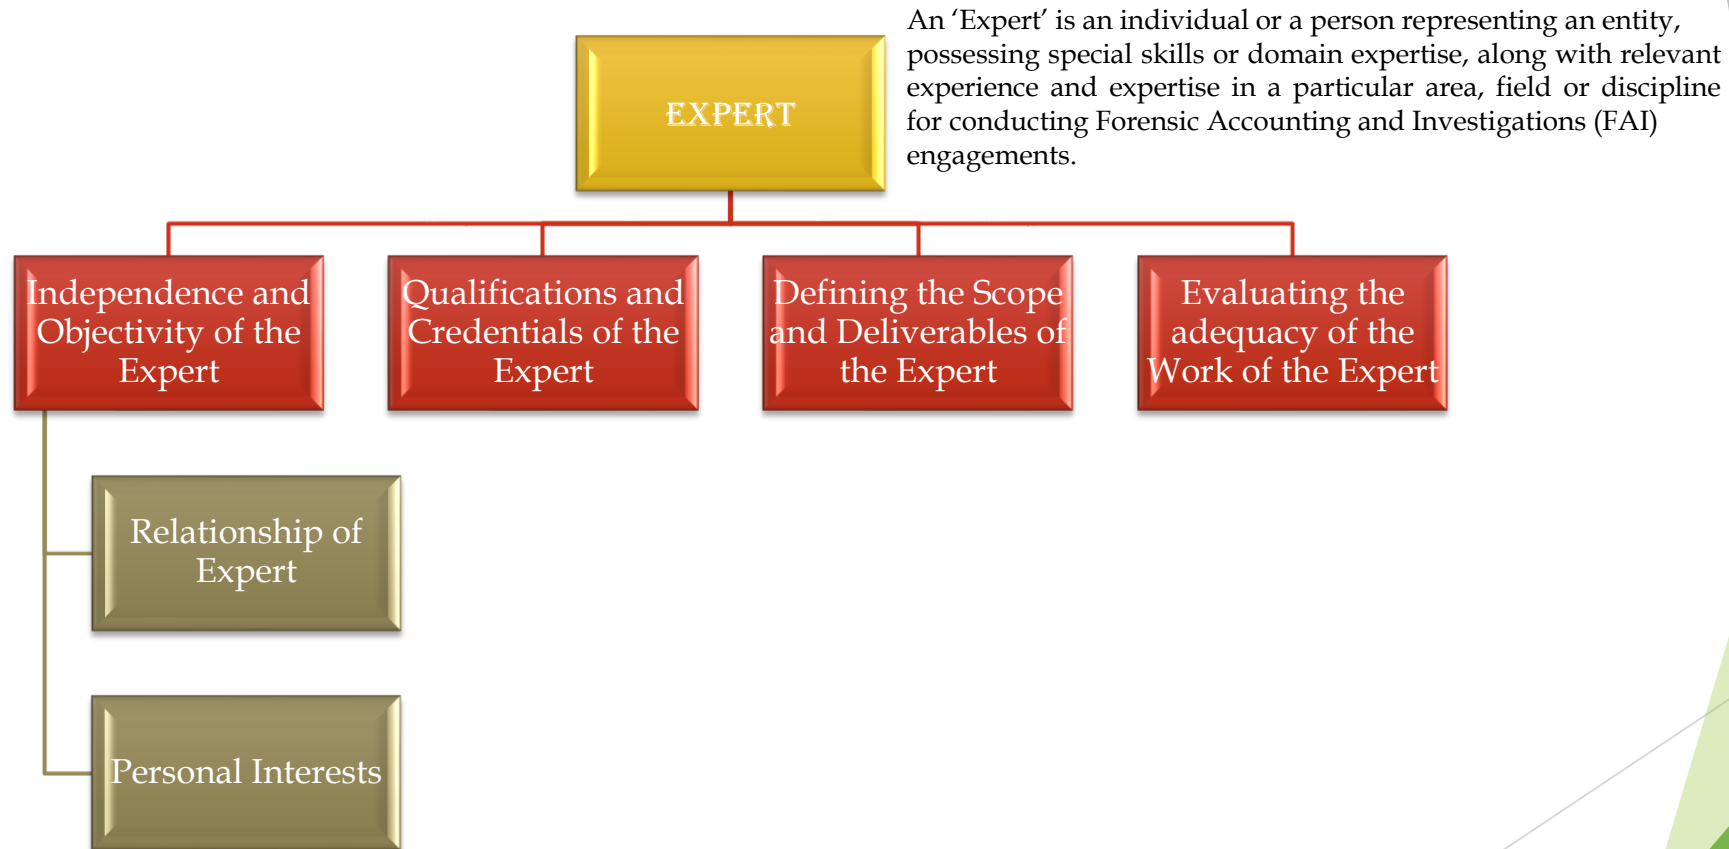 An ‘Expert’ is an individual or a person representing an entity,
possessing special skills or domain expertise, along with relevant
experience and expertise in a particular area, field or discipline
for conducting Forensic Accounting and Investigations (FAI)
engagements.
EXPERT
Independence and
Objectivity of the
Expert
Qualifications and
Credentials of the
Expert
Defining the Scope
and Deliverables of
the Expert
Evaluating the
adequacy of the
Work of the Expert
Relationship of
Expert
Personal Interests